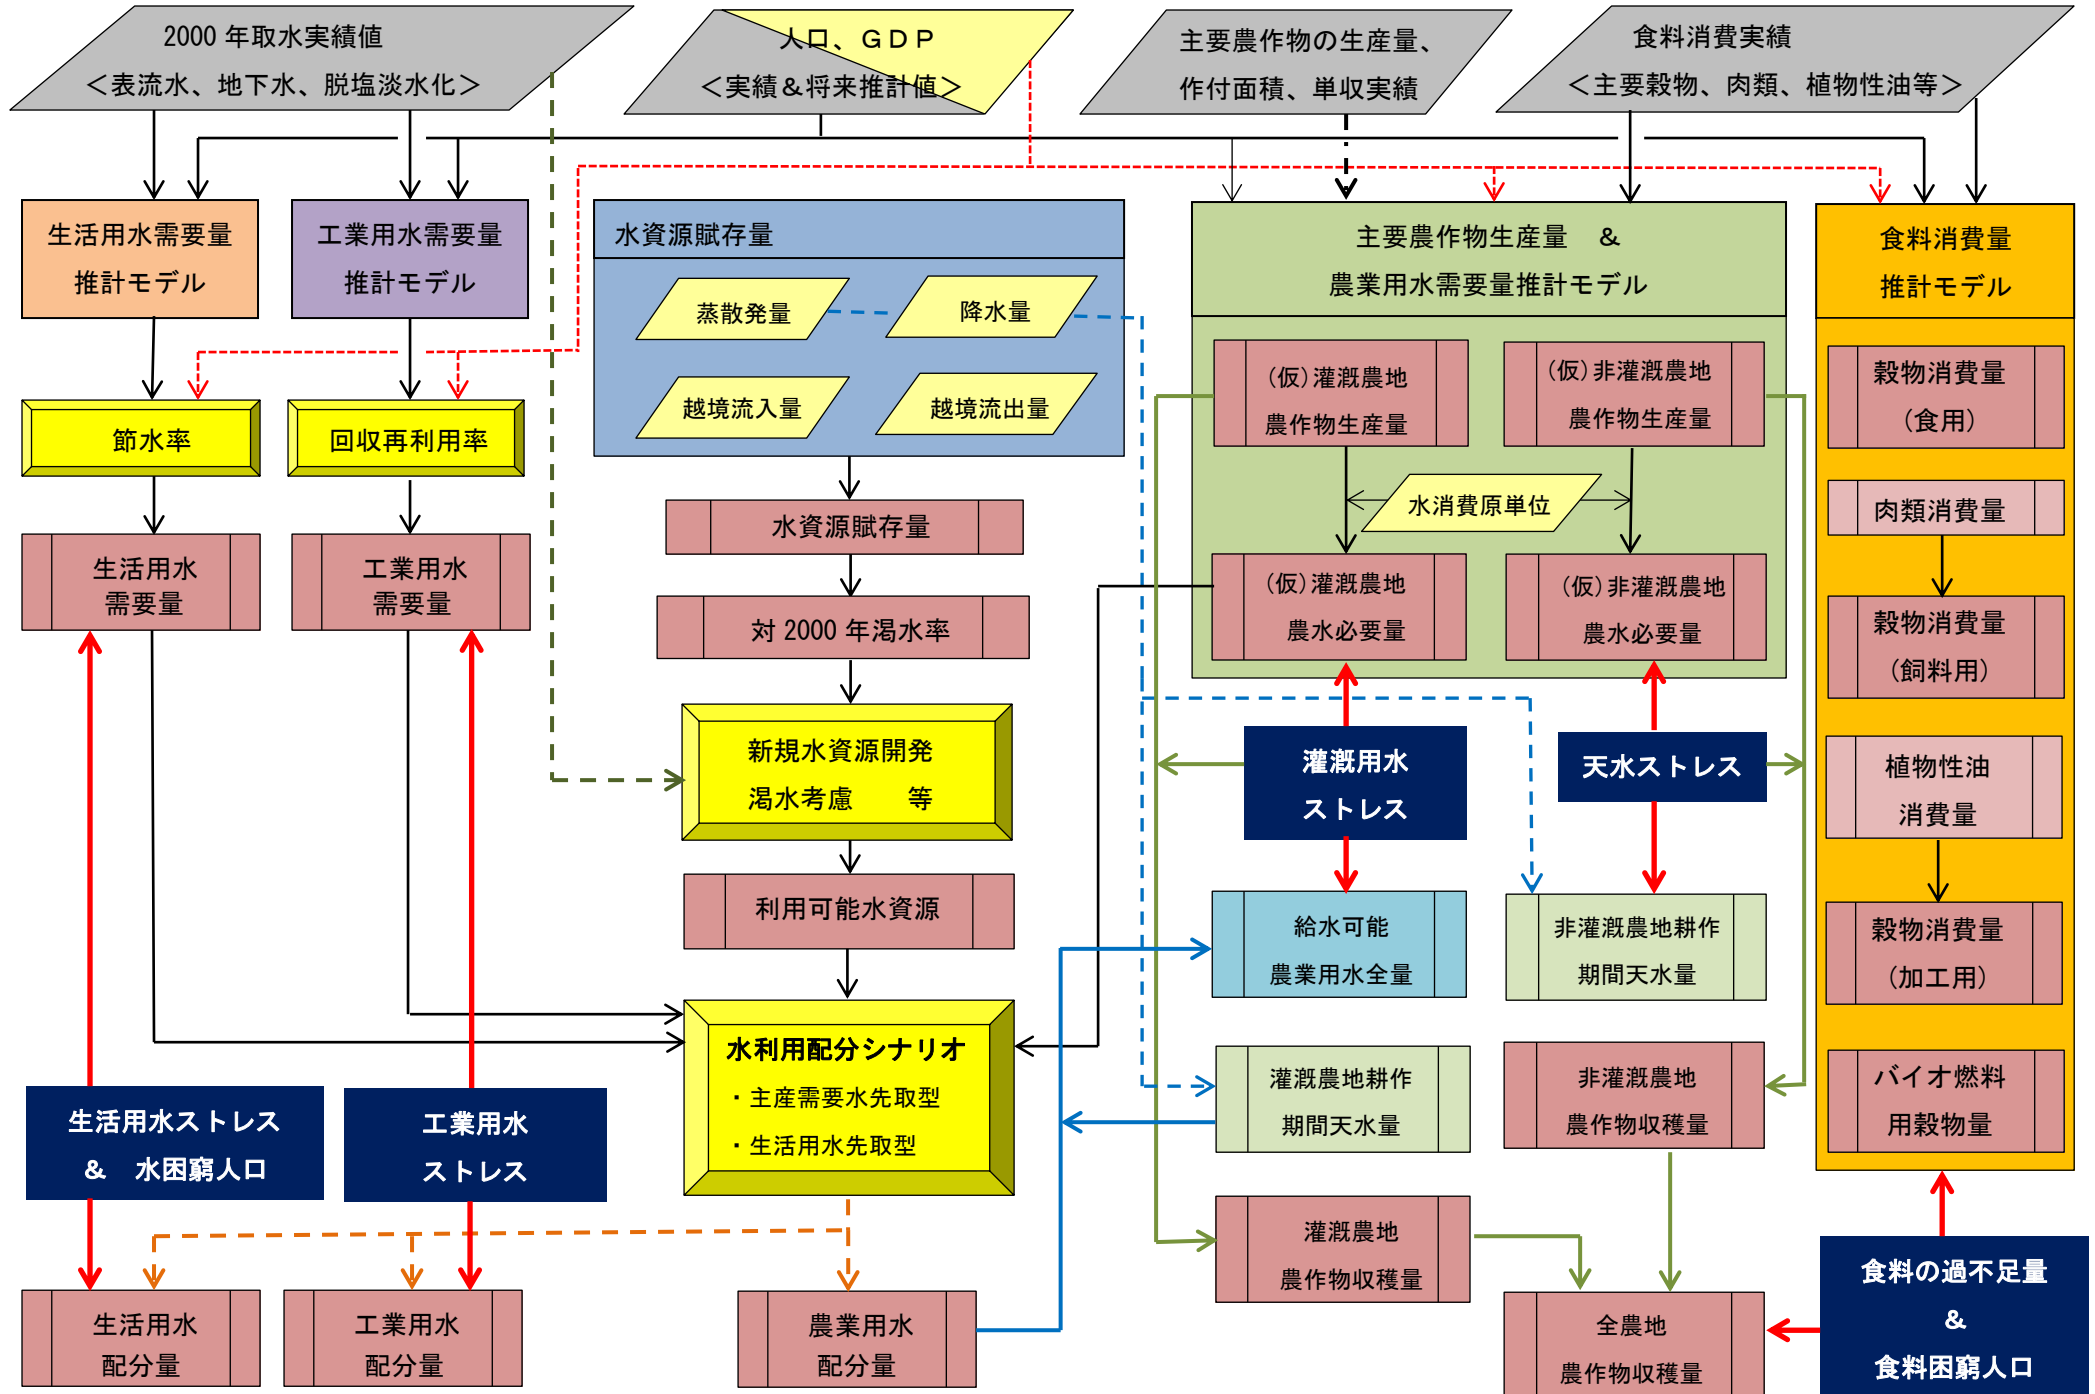 2000 年取水実績値
＜表流水、地下水、脱塩淡水化＞
人口、ＧＤＰ
＜実績＆将来推計値＞
主要農作物の生産量、
作付面積、単収実績
食料消費実績
＜主要穀物、肉類、植物性油等＞
生活用水需要量
推計モデル
工業用水需要量
推計モデル
水資源賦存量
蒸散発量
降水量
越境流入量
越境流出量
主要農作物生産量　＆
農業用水需要量推計モデル
食料消費量
推計モデル
節水率
回収再利用率
(仮)灌漑農地
農作物生産量
(仮)非灌漑農地
農作物生産量
穀物消費量
(食用)
水消費原単位
肉類消費量
水資源賦存量
生活用水
需要量
工業用水
需要量
対 2000 年渇水率
(仮)灌漑農地
農水必要量
(仮)非灌漑農地
農水必要量
穀物消費量
(飼料用)
新規水資源開発
渇水考慮　　等
灌漑用水
ストレス
天水ストレス
植物性油
消費量
利用可能水資源
給水可能
農業用水全量
非灌漑農地耕作
期間天水量
穀物消費量
(加工用)
水利用配分シナリオ
・主産需要水先取型
・生活用水先取型
灌漑農地耕作
期間天水量
非灌漑農地
農作物収穫量
バイオ燃料
用穀物量
生活用水ストレス
＆　水困窮人口
工業用水
ストレス
灌漑農地
農作物収穫量
食料の過不足量
＆
食料困窮人口
生活用水
配分量
工業用水
配分量
農業用水
配分量
全農地
農作物収穫量